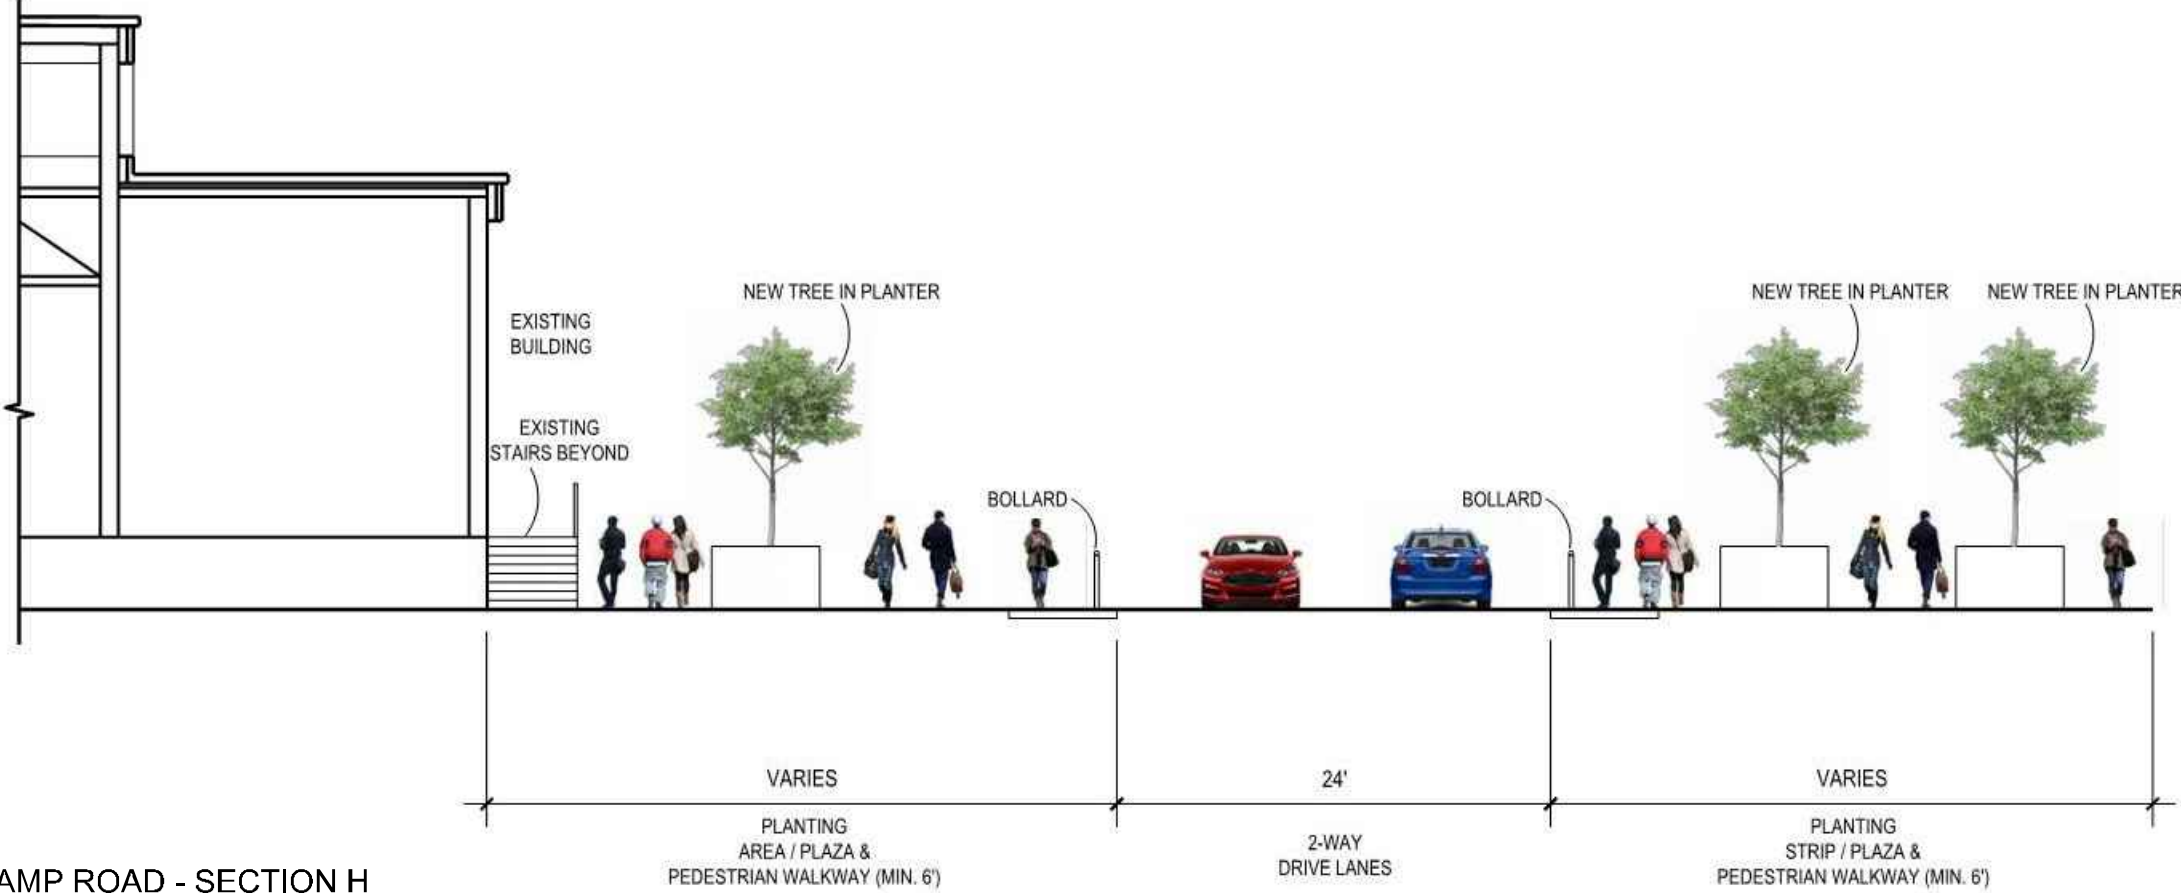 NEW TREE IN PLANTER
NEW TREE IN PLANTER
NEW TREE IN PLANTER
EXISTING
BUILDING
EXISTING
STAIRS BEYOND
BOLLARD
BOLLARD
VARIES
24'
VARIES
PLANTING
AREA / PLAZA &
PEDESTRIAN WALKWAY (MIN. 6')
2-WAY
DRIVE LANES
PLANTING
STRIP / PLAZA &
PEDESTRIAN WALKWAY (MIN. 6')
AMP ROAD - SECTION H